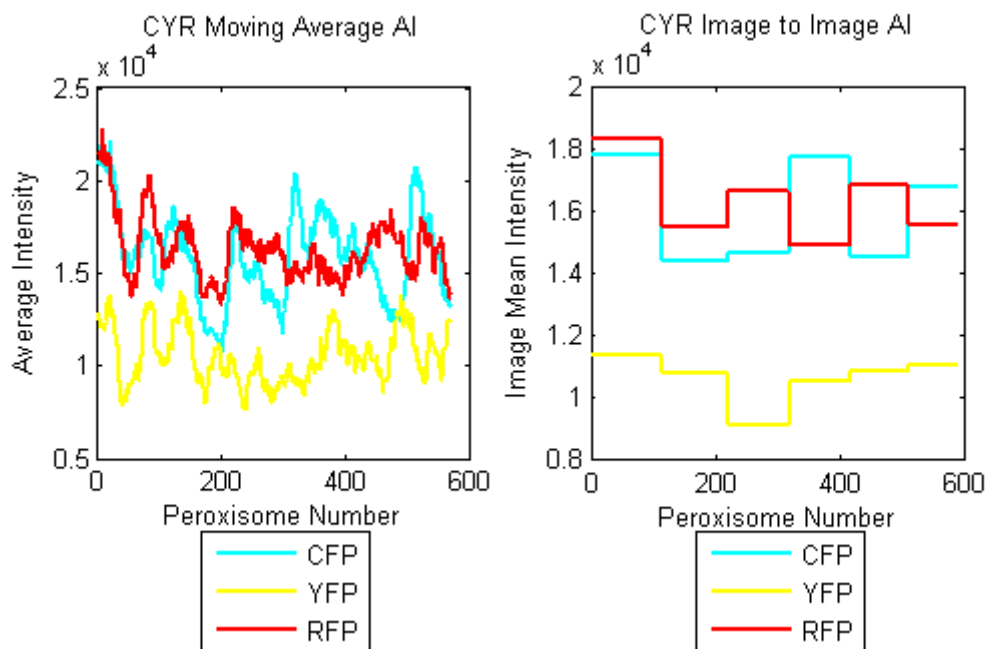 CYR Moving Average AI
x 10^4
2.5
2
1.5
1
0.5
0 200 400 600
Average Intensity
Peroxisome Number
CFP
YFP
RFP
CYR Image to Image AI
x 10^4
2
1.8
1.6
1.4
1.2
1
0.8
0 200 400 600
Image Mean Intensity
Peroxisome Number
CFP
YFP
RFP